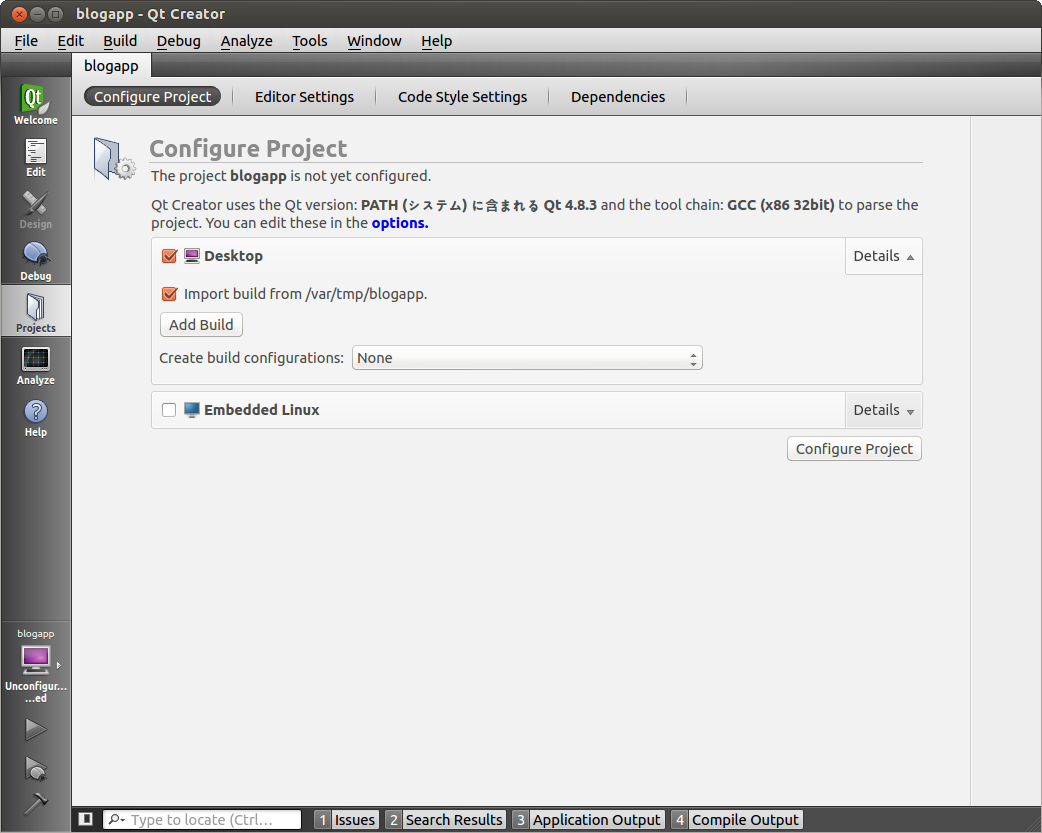 blogapp - Qt Creator
File Edit Build Debug Analyze Tools Window Help
blogapp
Configure Project Editor Settings Code Style Settings Dependencies
Qt
Welcome
Edit
Design
Debug
Projects
Analyze
Help
Configure Project
The project blogapp is not yet configured.
Qt Creator uses the Qt version: PATH (システム) に含まれる Qt 4.8.3 and the tool chain: GCC (x86 32bit) to parse the
project. You can edit these in the options.
Desktop Details
Import build from /var/tmp/blogapp.
Add Build
Create build configurations: None
Embedded Linux Details
Configure Project
blogapp
Unconfigur...
...ed
Type to locate (Ctrl... 1 Issues 2 Search Results 3 Application Output 4 Compile Output